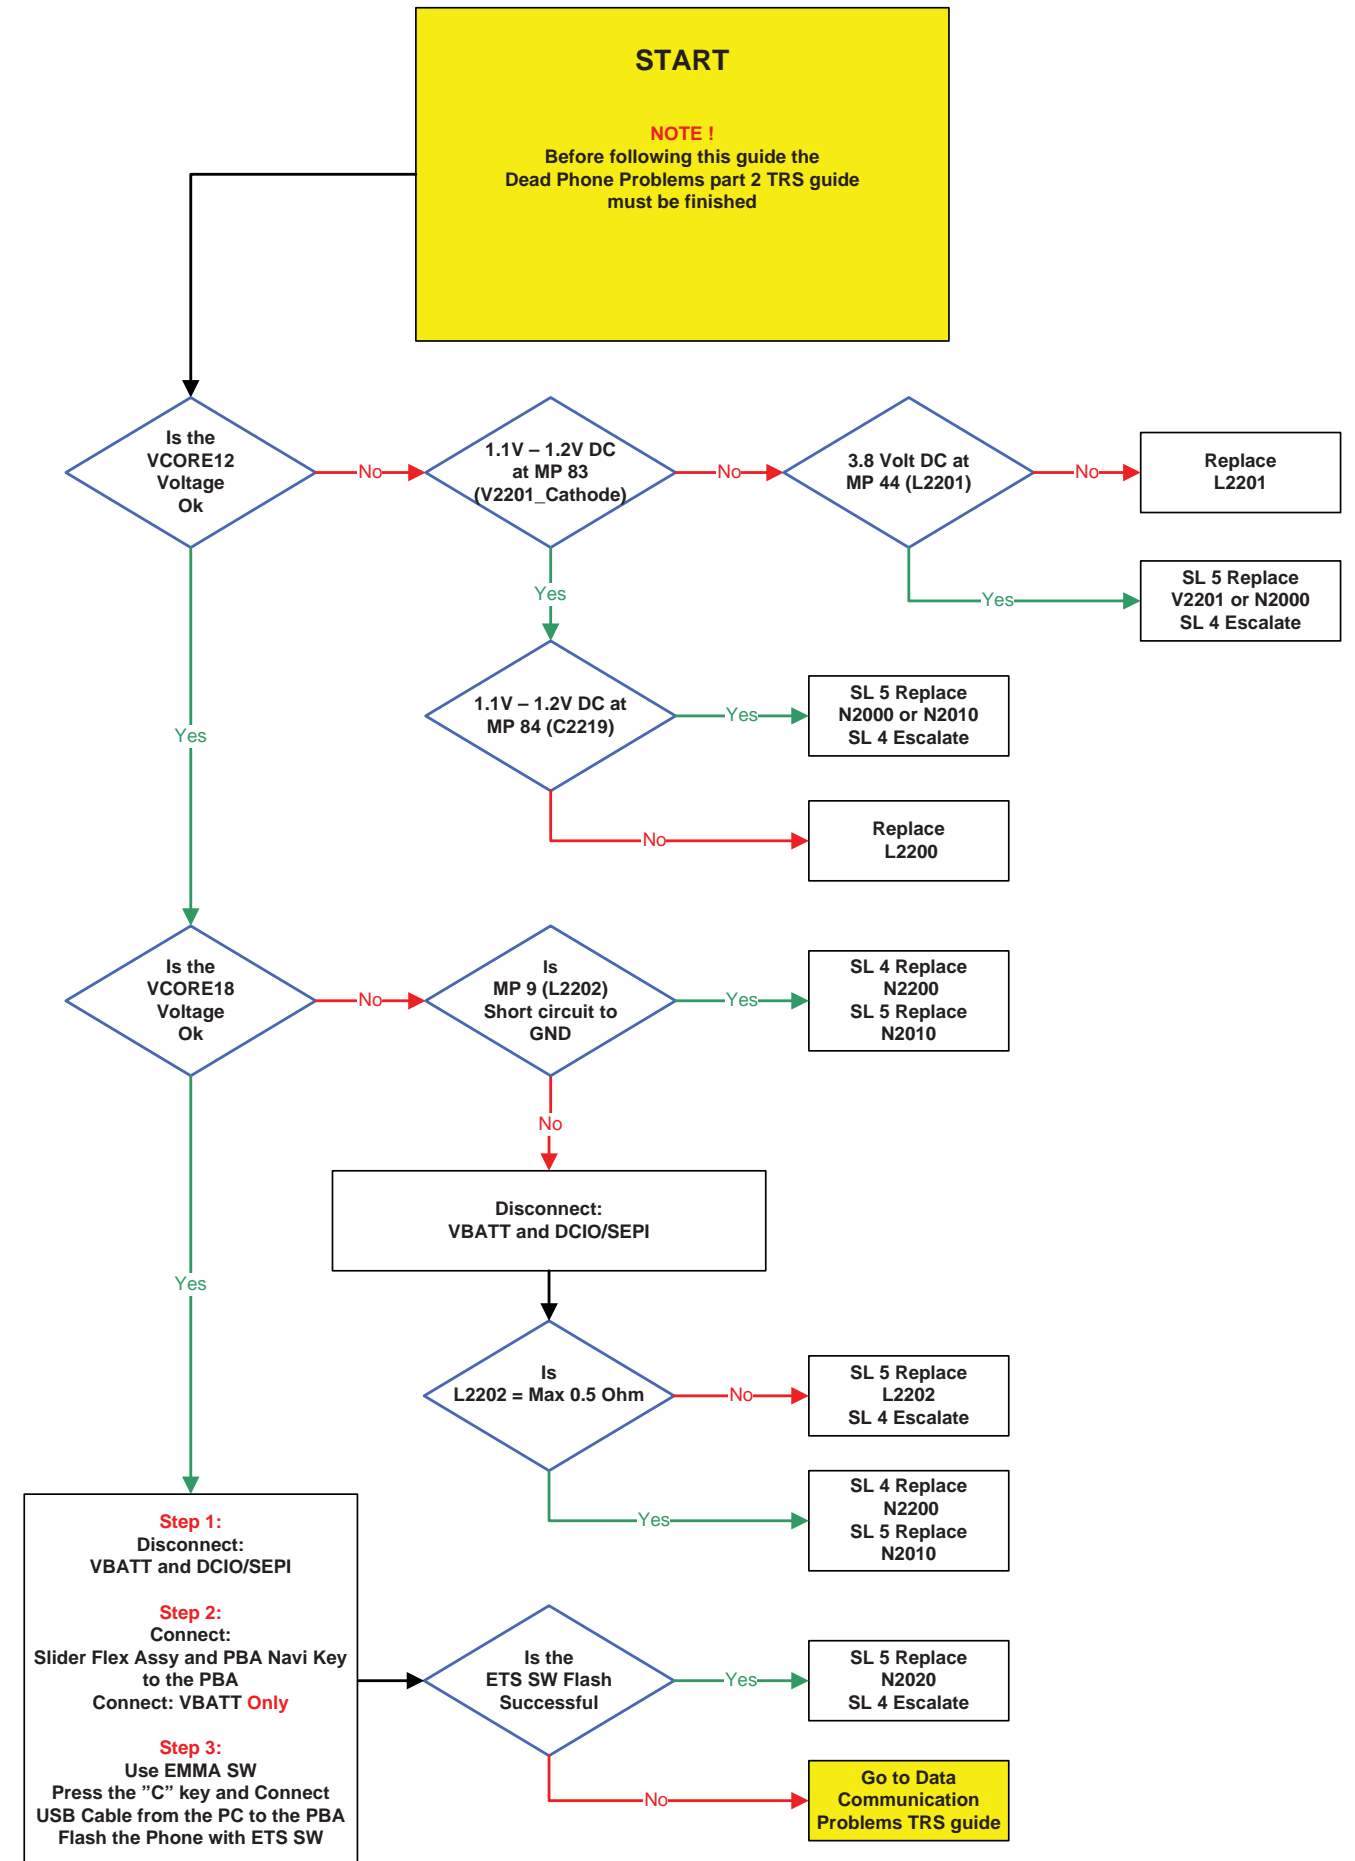 START
NOTE !
Before following this guide the
Dead Phone Problems part 2 TRS guide
must be finished
Is the
VCORE12
Voltage
Ok
No
1.1V – 1.2V DC
at MP 83
(V2201_Cathode)
No
3.8 Volt DC at
MP 44 (L2201)
No
Replace
L2201
Yes
SL 5 Replace
V2201 or N2000
SL 4 Escalate
Yes
1.1V – 1.2V DC at
MP 84 (C2219)
Yes
SL 5 Replace
N2000 or N2010
SL 4 Escalate
No
Replace
L2200
Yes
Is the
VCORE18
Voltage
Ok
No
Is
MP 9 (L2202)
Short circuit to
GND
Yes
SL 4 Replace
N2200
SL 5 Replace
N2010
No
Disconnect:
VBATT and DCIO/SEPI
Yes
Is
L2202 = Max 0.5 Ohm
No
SL 5 Replace
L2202
SL 4 Escalate
Yes
SL 4 Replace
N2200
SL 5 Replace
N2010
Step 1:
Disconnect:
VBATT and DCIO/SEPI
Step 2:
Connect:
Slider Flex Assy and PBA Navi Key
to the PBA
Connect: VBATT Only
Step 3:
Use EMMA SW
Press the ”C” key and Connect
USB Cable from the PC to the PBA
Flash the Phone with ETS SW
Is the
ETS SW Flash
Successful
Yes
SL 5 Replace
N2020
SL 4 Escalate
No
Go to Data
Communication
Problems TRS guide